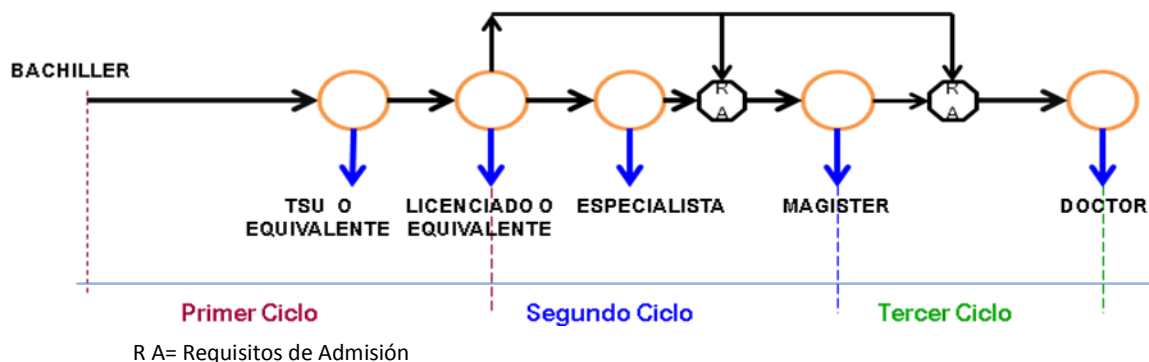 BACHILLER
R
A
R
A
TSU O
EQUIVALENTE
LICENCIADO O
EQUIVALENTE
ESPECIALISTA
MAGISTER
DOCTOR
Primer Ciclo
Segundo Ciclo
Tercer Ciclo
R A= Requisitos de Admisión